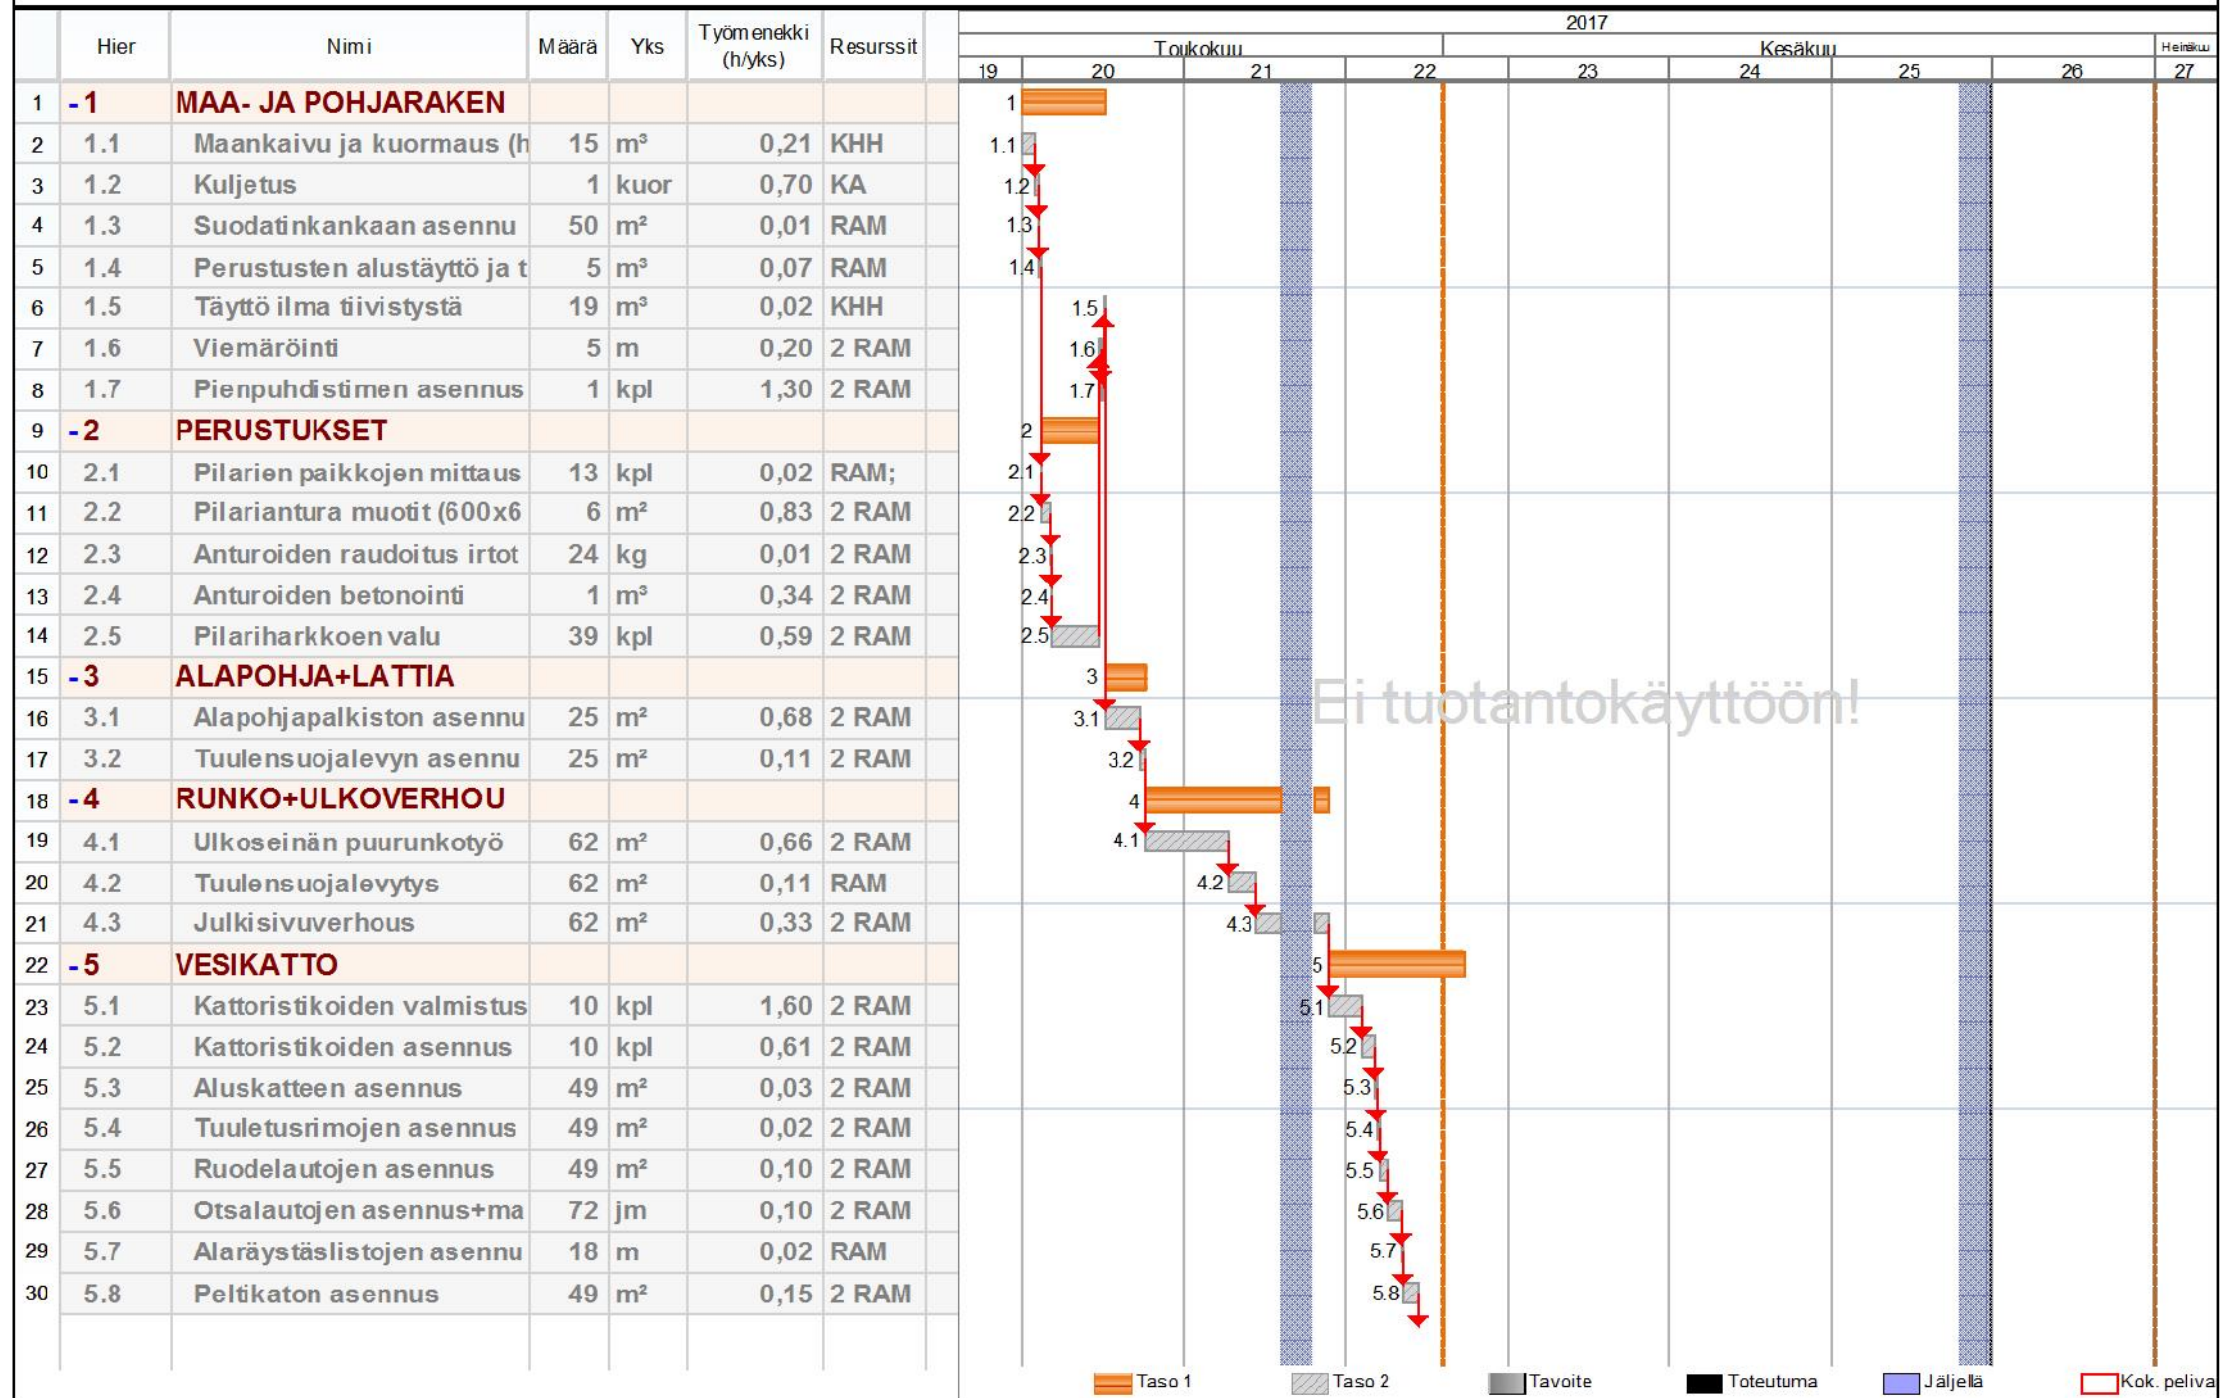 2017
Hier Nimi Määrä Yks Työmenekki (h/yks) Resurssit Toukokuu Kesäkuu Heinäkuu
19 20 21 22 23 24 25 26 27
1 -1 MAA- JA POHJARAKEN 1
2 1.1 Maankaivu ja kuormaus (h 15 m³ 0,21 KHH 1.1
3 1.2 Kuljetus 1 kuor 0,70 KA 1.2
4 1.3 Suodatinkankaan asennu 50 m² 0,01 RAM 1.3
5 1.4 Perustusten alustäyttö ja t 5 m³ 0,07 RAM 1.4
6 1.5 Täyttö ilma tiivistystä 19 m³ 0,02 KHH 1.5
7 1.6 Viemäröinti 5 m 0,20 2 RAM 1.6
8 1.7 Pienpuhdistimen asennus 1 kpl 1,30 2 RAM 1.7
9 -2 PERUSTUKSET 2
10 2.1 Pilarien paikkojen mittaus 13 kpl 0,02 RAM; 2.1
11 2.2 Pilariantura muotit (600x6 6 m² 0,83 2 RAM 2.2
12 2.3 Anturoiden raudoitus irtot 24 kg 0,01 2 RAM 2.3
13 2.4 Anturoiden betonointi 1 m³ 0,34 2 RAM 2.4
14 2.5 Pilariharkkoen valu 39 kpl 0,59 2 RAM 2.5
15 -3 ALAPOHJA+LATTIA 3
Ei tuotantokäyttöön!
16 3.1 Alapohjapalkiston asennu 25 m² 0,68 2 RAM 3.1
17 3.2 Tuulensuojalevyn asennu 25 m² 0,11 2 RAM 3.2
18 -4 RUNKO+ULKOVERHOU 4
19 4.1 Ulkoseinän puurunkotyö 62 m² 0,66 2 RAM 4.1
20 4.2 Tuulensuojalevytys 62 m² 0,11 RAM 4.2
21 4.3 Julkisivuverhous 62 m² 0,33 2 RAM 4.3
22 -5 VESIKATTO 5
23 5.1 Kattoristikoiden valmistus 10 kpl 1,60 2 RAM 5.1
24 5.2 Kattoristikoiden asennus 10 kpl 0,61 2 RAM 5.2
25 5.3 Aluskatteen asennus 49 m² 0,03 2 RAM 5.3
26 5.4 Tuuletusrimojen asennus 49 m² 0,02 2 RAM 5.4
27 5.5 Ruodelautojen asennus 49 m² 0,10 2 RAM 5.5
28 5.6 Otsalautojen asennus+ma 72 jm 0,10 2 RAM 5.6
29 5.7 Alaräystäslistojen asennu 18 m 0,02 RAM 5.7
30 5.8 Peltikaton asennus 49 m² 0,15 2 RAM 5.8
Taso 1 Taso 2 Tavoite Toteutuma Jäljellä Kok. peliva